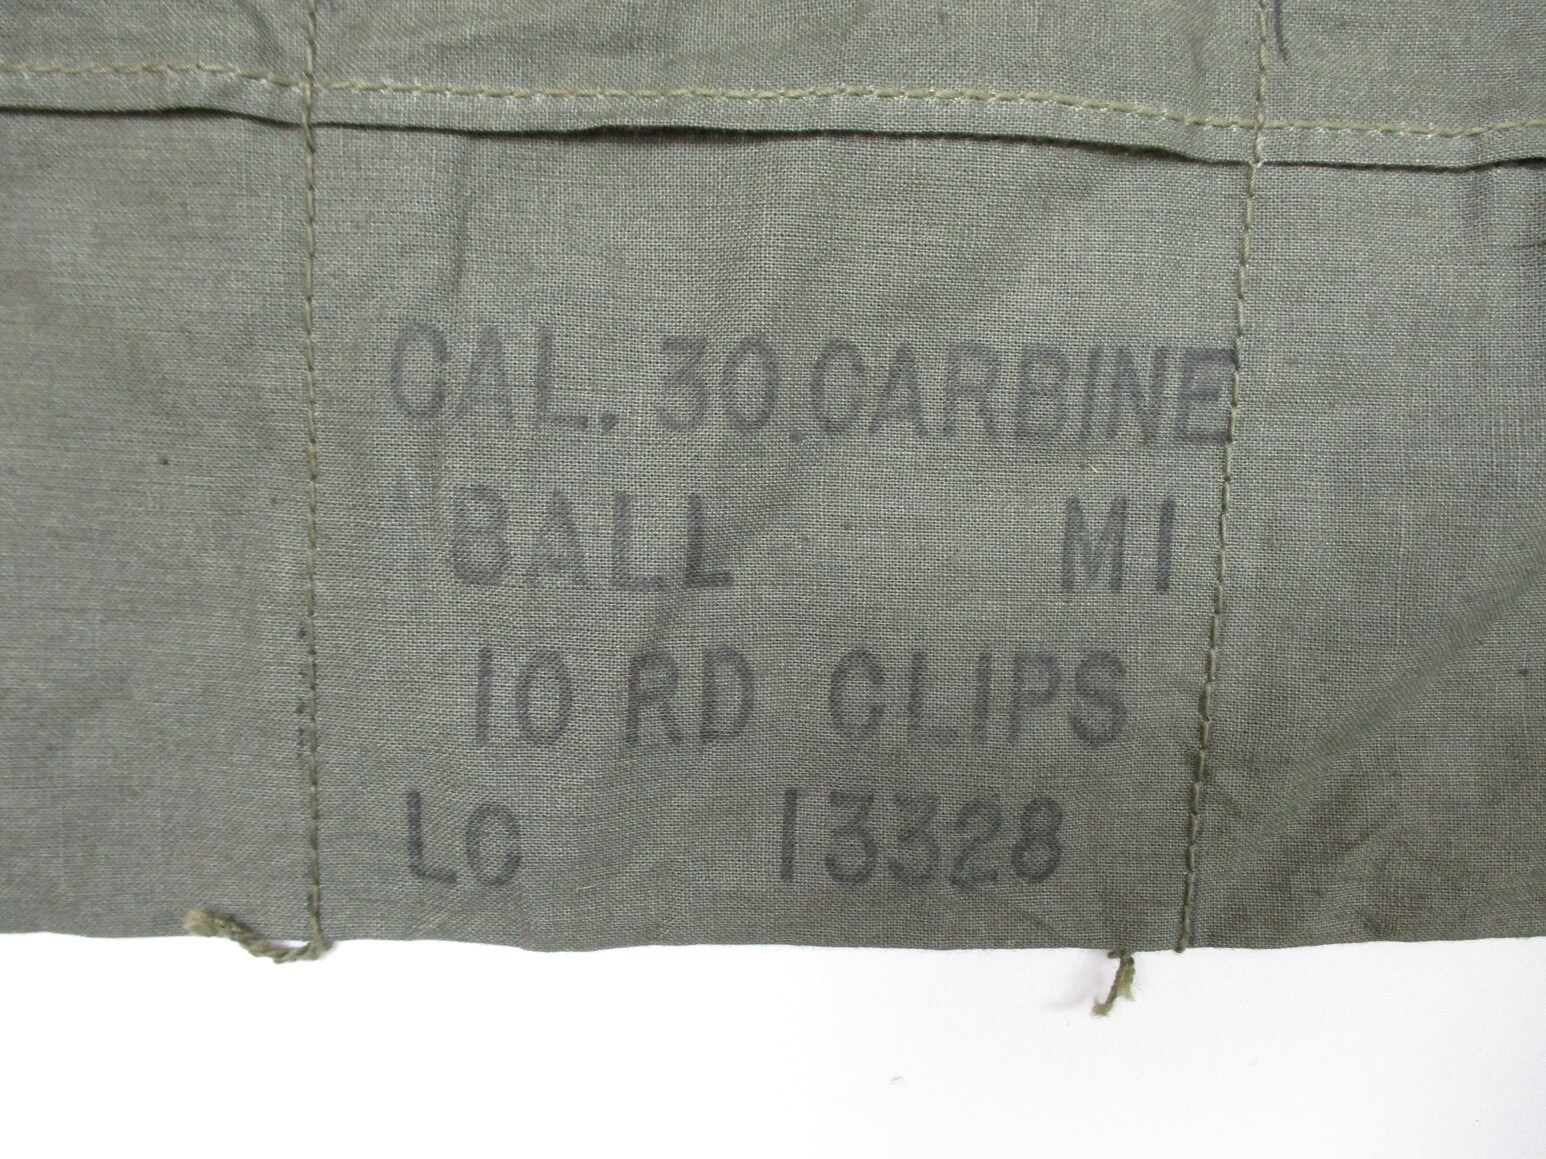 CAL. 30.CARBINE
BALL M1
10 RD CLIPS
LC 13328